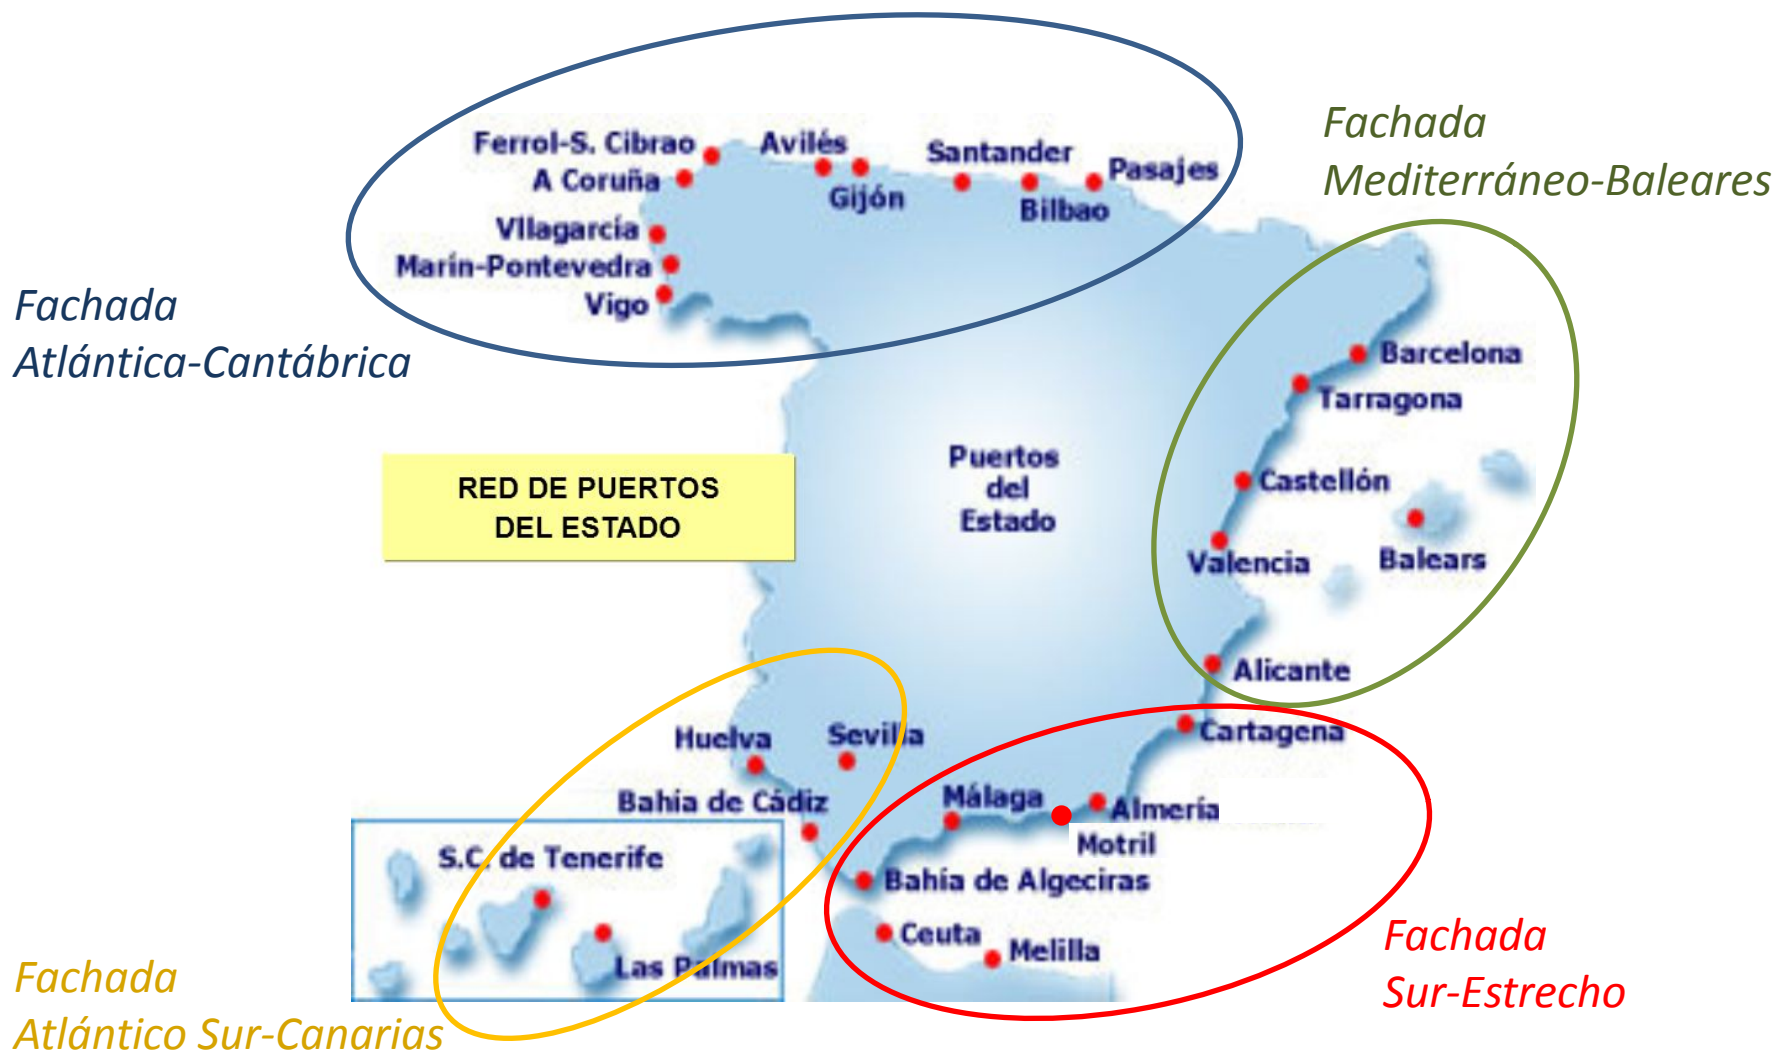 Fachada
Mediterráneo-Baleares
Ferrol-S. Cibrao
Avilés
Santander
Pasajes
A Coruña
Gijón
Bilbao
VIlagarcía
Marín-Pontevedra
Vigo
Fachada
Atlántica-Cantábrica
Barcelona
Tarragona
RED DE PUERTOS
DEL ESTADO
Puertos
del
Estado
Castellón
Valencia
Balears
Alicante
Huelva
Sevilla
Cartagena
Bahía de Cádiz
Málaga
Almería
Motril
S.C. de Tenerife
Bahía de Algeciras
Ceuta
Melilla
Las Palmas
Fachada
Sur-Estrecho
Fachada
Atlántico Sur-Canarias